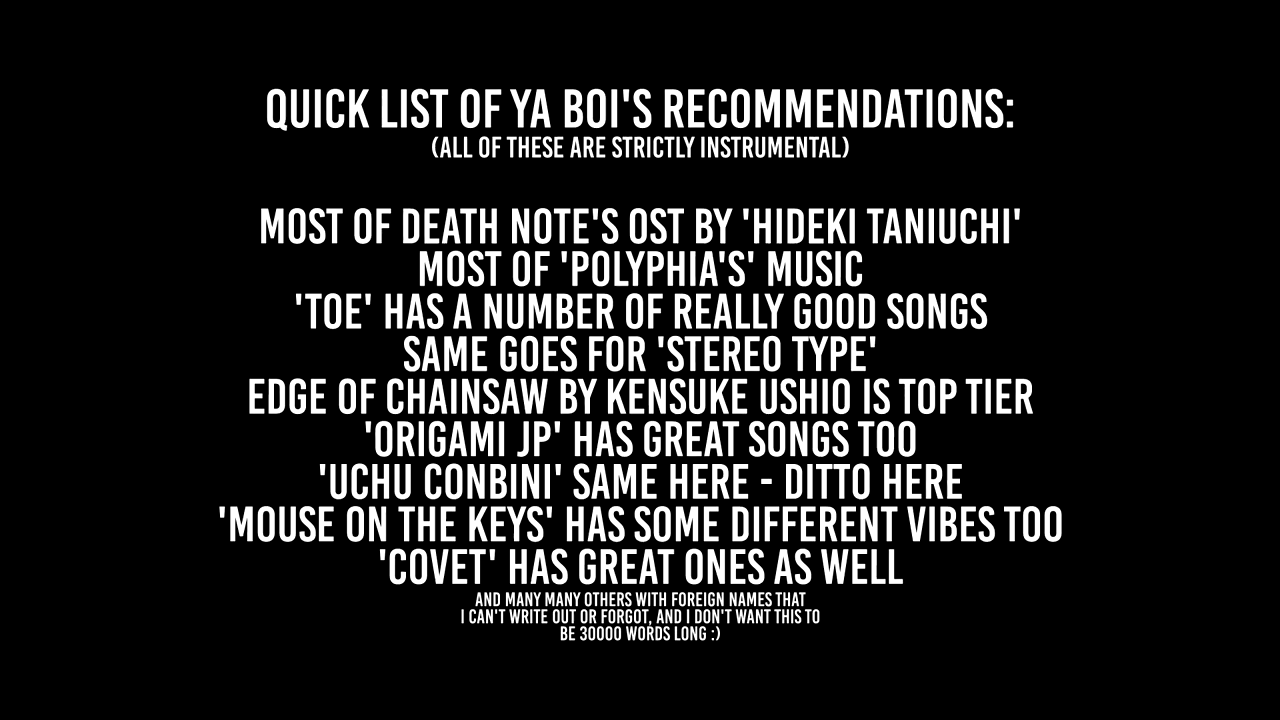 QUICK LIST OF YA BOI'S RECOMMENDATIONS:
(ALL OF THESE ARE STRICTLY INSTRUMENTAL)
MOST OF DEATH NOTE'S OST BY 'HIDEKI TANIUCHI'
MOST OF 'POLYPHIA'S' MUSIC
'TOE' HAS A NUMBER OF REALLY GOOD SONGS
SAME GOES FOR 'STEREO TYPE'
EDGE OF CHAINSAW BY KENSUKE USHIO IS TOP TIER
'ORIGAMI JP' HAS GREAT SONGS TOO
'UCHU CONBINI' SAME HERE - DITTO HERE
'MOUSE ON THE KEYS' HAS SOME DIFFERENT VIBES TOO
'COVET' HAS GREAT ONES AS WELL
AND MANY MANY OTHERS WITH FOREIGN NAMES THAT
I CAN'T WRITE OUT OR FORGOT, AND I DON'T WANT THIS TO
BE 30000 WORDS LONG :)